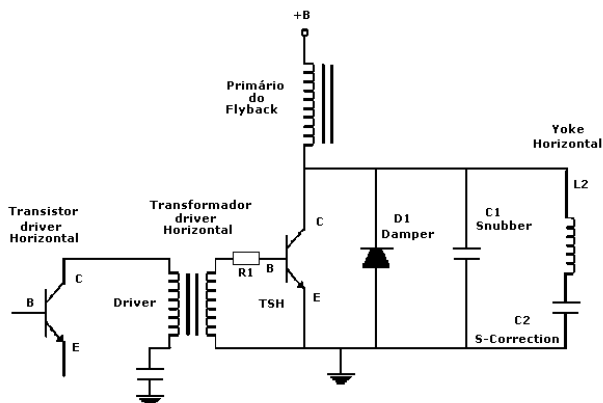 +B
Primário
do
Flyback
Yoke
Horizontal
L2
Transistor
driver
Horizontal
Transformador
driver
Horizontal
C
D1
Damper
C1
Snubber
C
B
E
Driver
R1
B
TSH
E
C2
S-Correction